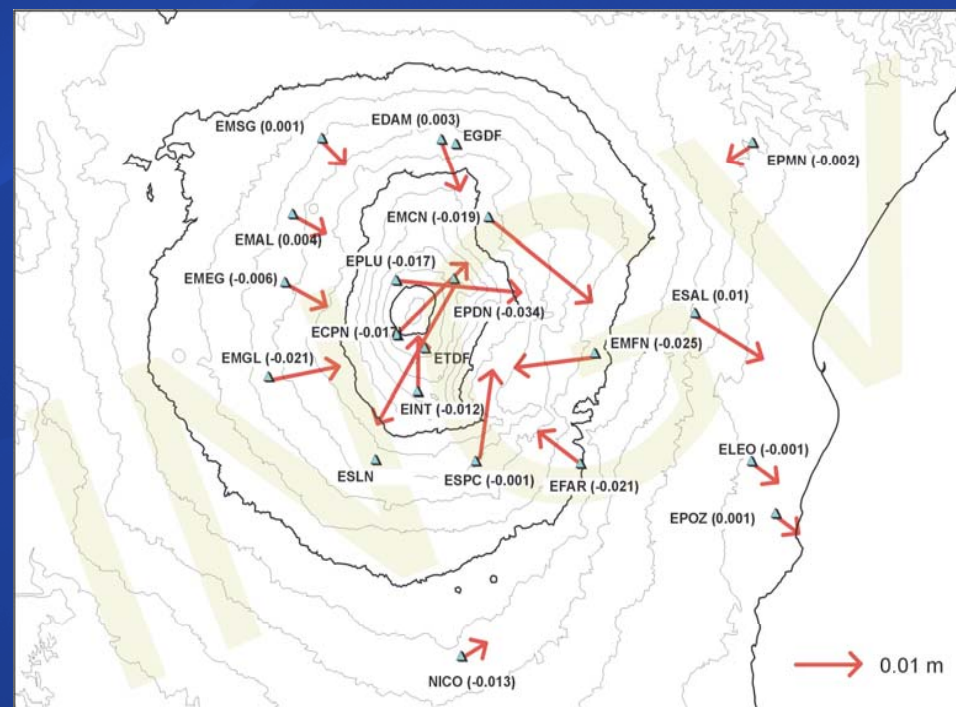 EMSG (0.001)
EDAM (0.003)
EGDF
EPMN (-0.002)
EMCN (-0.019)
EMAL (0.004)
EPLU (-0.017)
EMEG (-0.006)
ESAL (0.01)
EPDN (-0.034)
ECPN (-0.017)
EMFN (-0.025)
EMGL (-0.021)
ETDF
EINT (-0.012)
ELEO (-0.001)
ESLN
ESPC (-0.001)
EFAR (-0.021)
EPOZ (0.001)
0.01 m
NICO (-0.013)
INGV